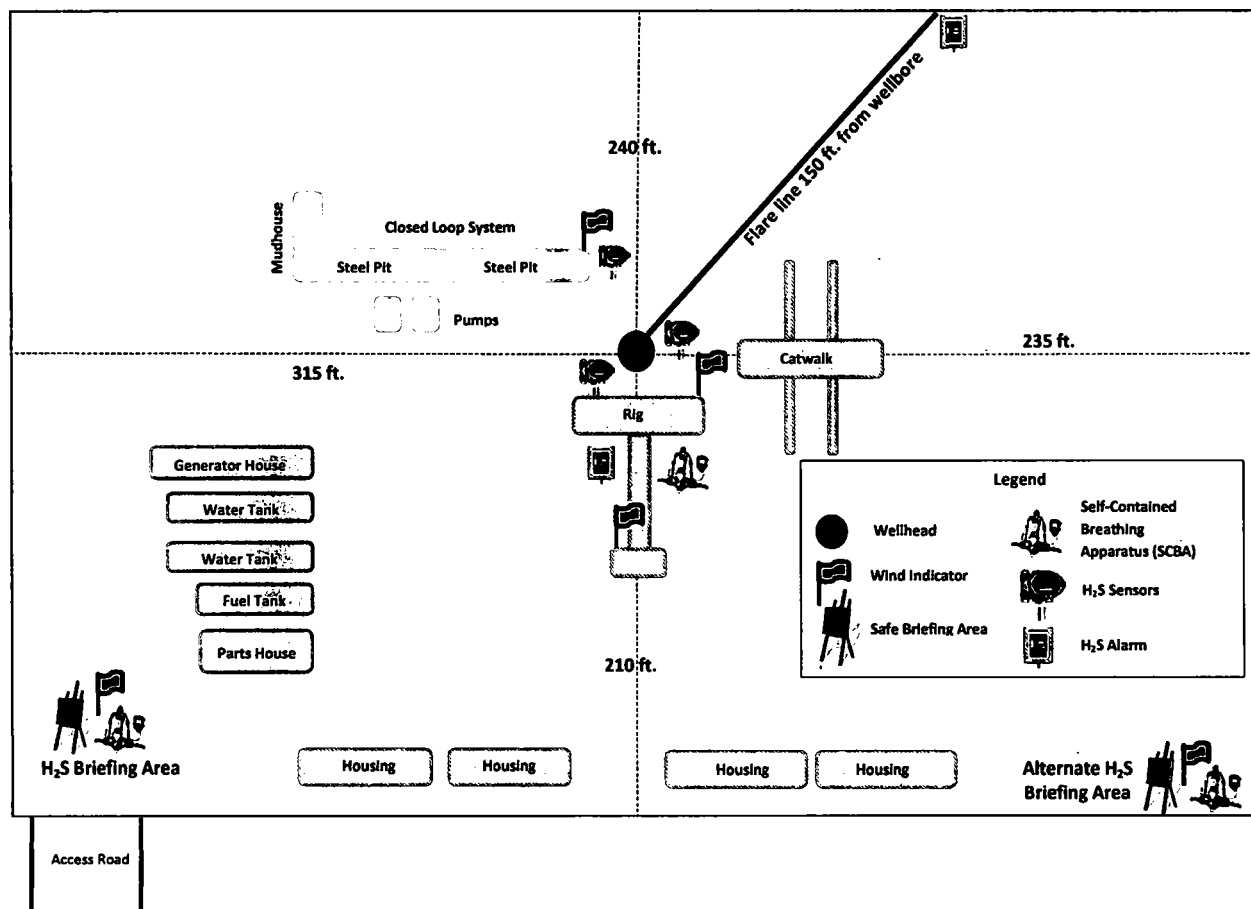 Flare line 150 ft. from wellbore
240 ft.
Mudhouse
Closed Loop System
Steel Pit
Steel Pit
Pumps
315 ft.
235 ft.
Catwalk
Rig
Generator House
Water Tank
Water Tank
Fuel Tank
Parts House
210 ft.
Legend
Wellhead
Wind Indicator
Safe Briefing Area
Self-Contained
Breathing
Apparatus (SCBA)
H₂S Sensors
H₂S Alarm
H₂S Briefing Area
Housing
Housing
Housing
Housing
Alternate H₂S
Briefing Area
Access Road